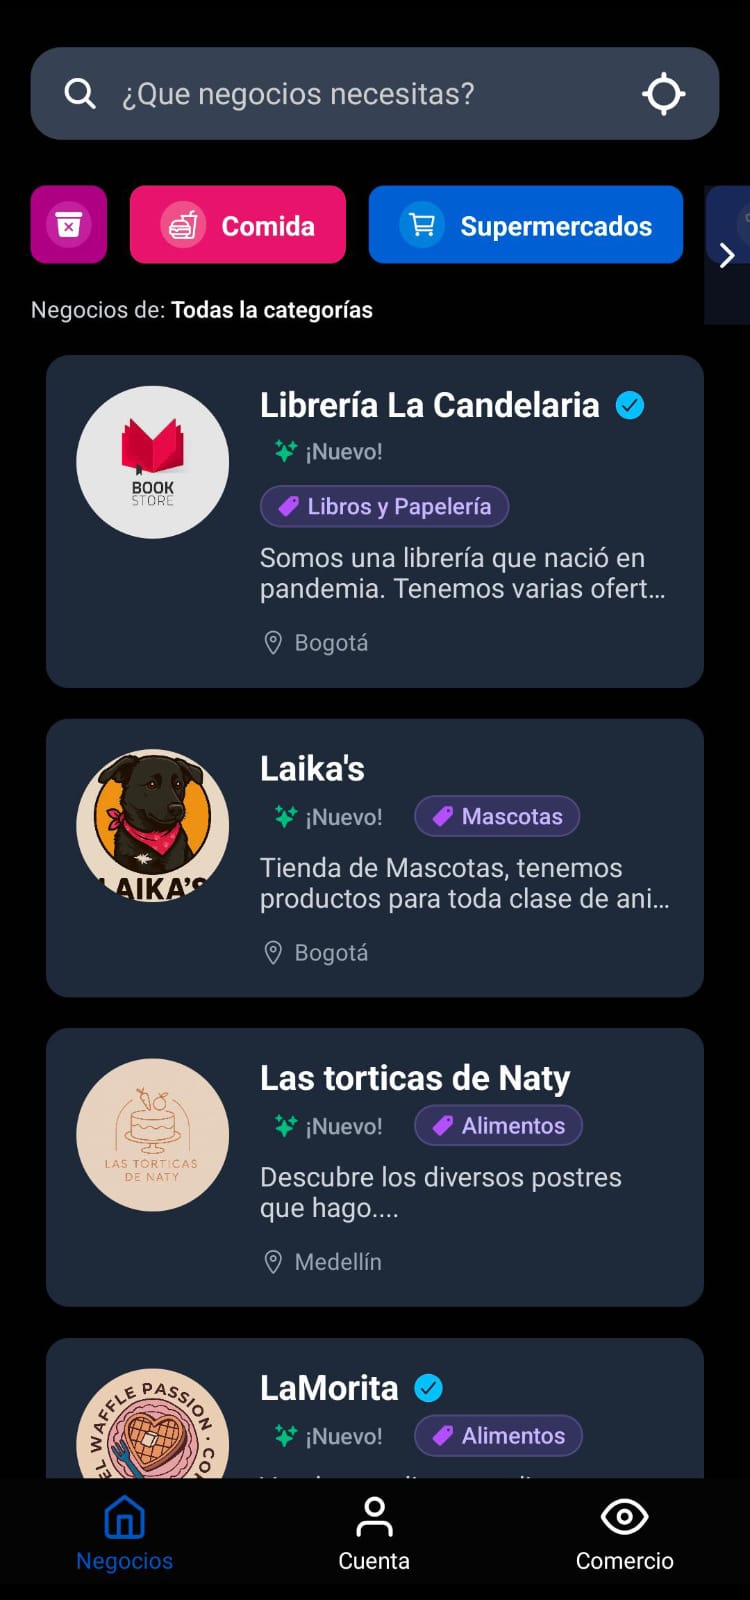 ¿Que negocios necesitas?
Comida
Supermercados
Negocios de: Todas la categorías
BOOK
STORE
Librería La Candelaria
¡Nuevo!
Libros y Papelería
Somos una librería que nació en
pandemia. Tenemos varias ofert...
Bogotá
LAIKA'S
Laika's
¡Nuevo!
Mascotas
Tienda de Mascotas, tenemos
productos para toda clase de ani...
Bogotá
LAS TORTICAS
DE NATY
Las torticas de Naty
¡Nuevo!
Alimentos
Descubre los diversos postres
que hago....
Medellín
WAFFLE PASSION
LaMorita
¡Nuevo!
Alimentos
Negocios
Cuenta
Comercio